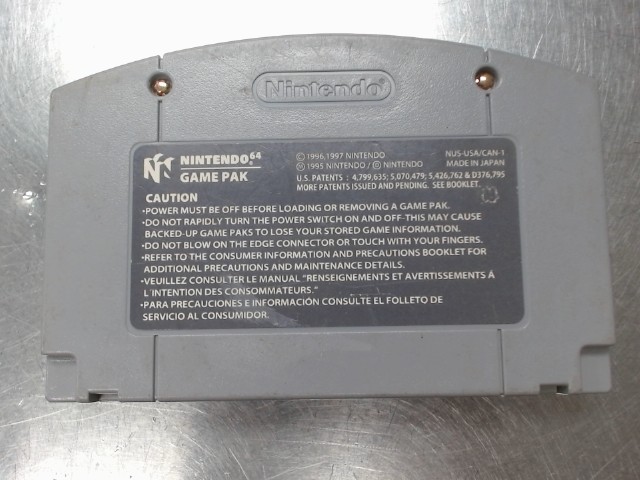 Nintendo
NINTENDO 64
GAME PAK
© 1996, 1997 NINTENDO
Ⓜ 1995 NINTENDO / © NINTENDO
NUS-USA/CAN-1
MADE IN JAPAN
U.S. PATENTS : 4,799,635; 5,070,479; 5,426,762 & D376,795
MORE PATENTS ISSUED AND PENDING. SEE BOOKLET.
CAUTION
•POWER MUST BE OFF BEFORE LOADING OR REMOVING A GAME PAK.
•DO NOT RAPIDLY TURN THE POWER SWITCH ON AND OFF-THIS MAY CAUSE
BACKED-UP GAME PAKS TO LOSE YOUR STORED GAME INFORMATION.
•DO NOT BLOW ON THE EDGE CONNECTOR OR TOUCH WITH YOUR FINGERS.
•REFER TO THE CONSUMER INFORMATION AND PRECAUTIONS BOOKLET FOR
ADDITIONAL PRECAUTIONS AND MAINTENANCE DETAILS.
•VEUILLEZ CONSULTER LE MANUAL "RENSEIGNEMENTS ET AVERTISSEMENTS À
L'INTENTION DES CONSOMMATEURS."
•PARA PRECAUCIONES E INFORMACIÓN CONSULTE EL FOLLETO DE
SERVICIO AL CONSUMIDOR.